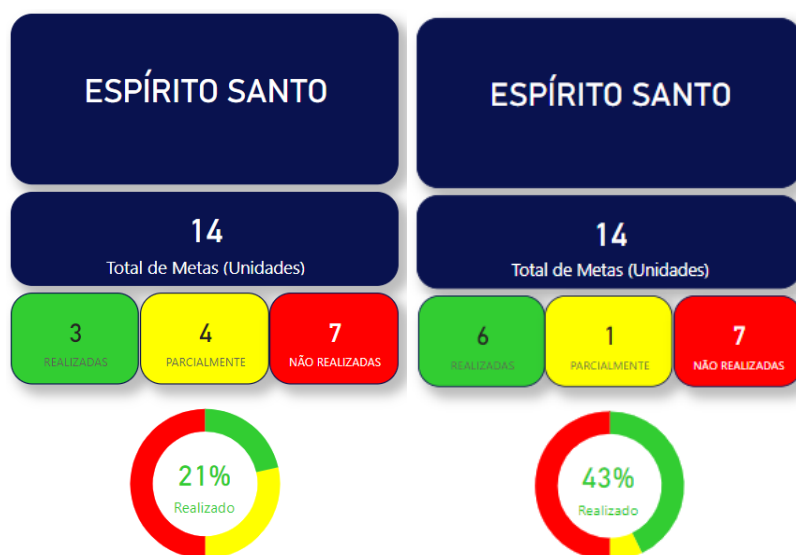 ESPÍRITO SANTO
14
Total de Metas (Unidades)
3
REALIZADAS
4
PARCIALMENTE
7
NÃO REALIZADAS
21%
Realizado
ESPÍRITO SANTO
14
Total de Metas (Unidades)
6
REALIZADAS
1
PARCIALMENTE
7
NÃO REALIZADAS
43%
Realizado